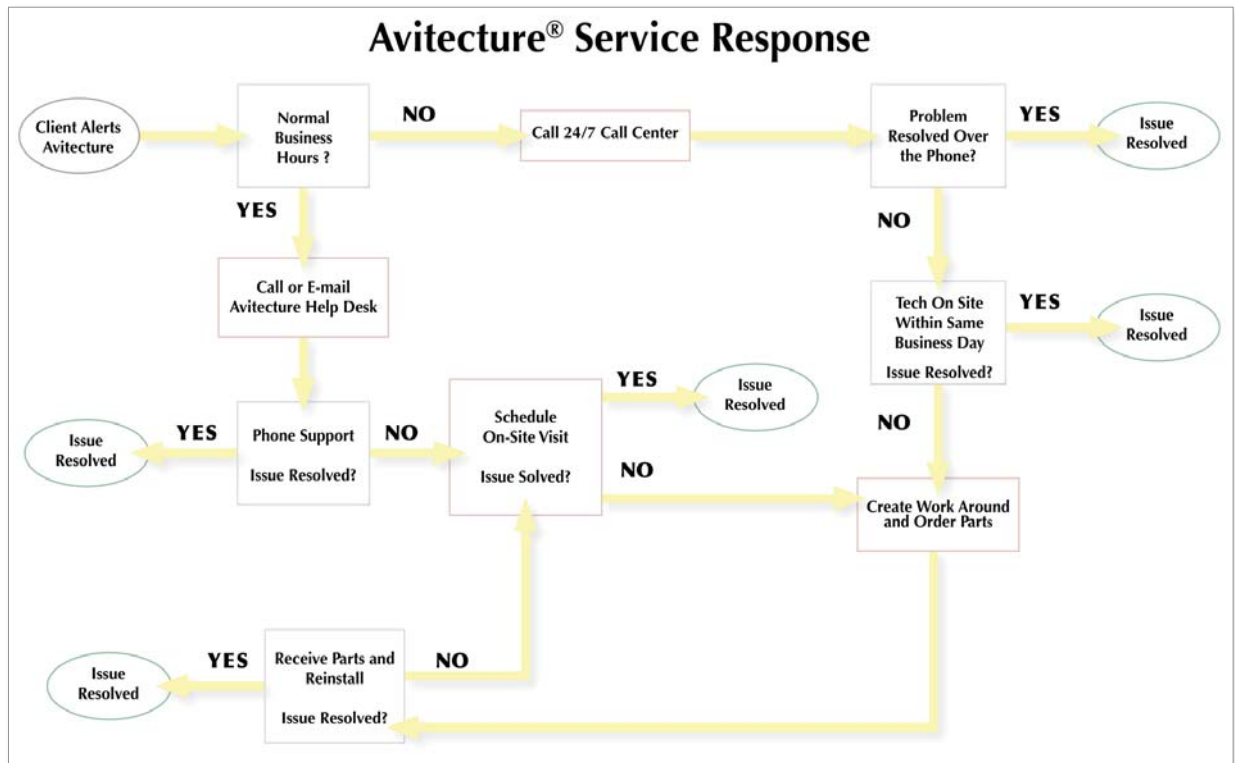 Avitecture® Service Response
Client Alerts
Avitecture
Normal
Business
Hours ?
NO
Call 24/7 Call Center
Problem
Resolved Over
the Phone?
YES
Issue
Resolved
YES
NO
Call or E-mail
Avitecture Help Desk
Tech On Site
Within Same
Business Day
Issue Resolved?
YES
Issue
Resolved
NO
Issue
Resolved
YES
Phone Support
Issue Resolved?
NO
Schedule
On-Site Visit
Issue Solved?
YES
Issue
Resolved
NO
Create Work Around
and Order Parts
Issue
Resolved
YES
Receive Parts and
Reinstall
Issue Resolved?
NO